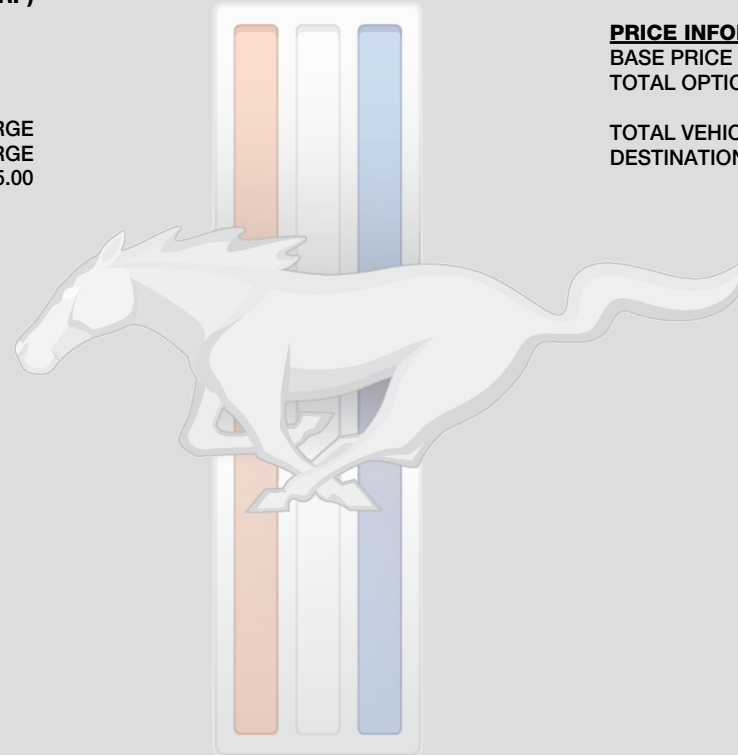 RGE
RGE
5.00
PRICE INFO
BASE PRICE
TOTAL OPTIO
TOTAL VEHIC
DESTINATION